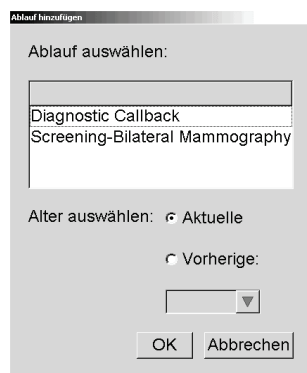 Ablauf hinzufügen
Ablauf auswählen:
Diagnostic Callback
Screening-Bilateral Mammography
Alter auswählen: Aktuelle
Vorherige:
OK Abbrechen